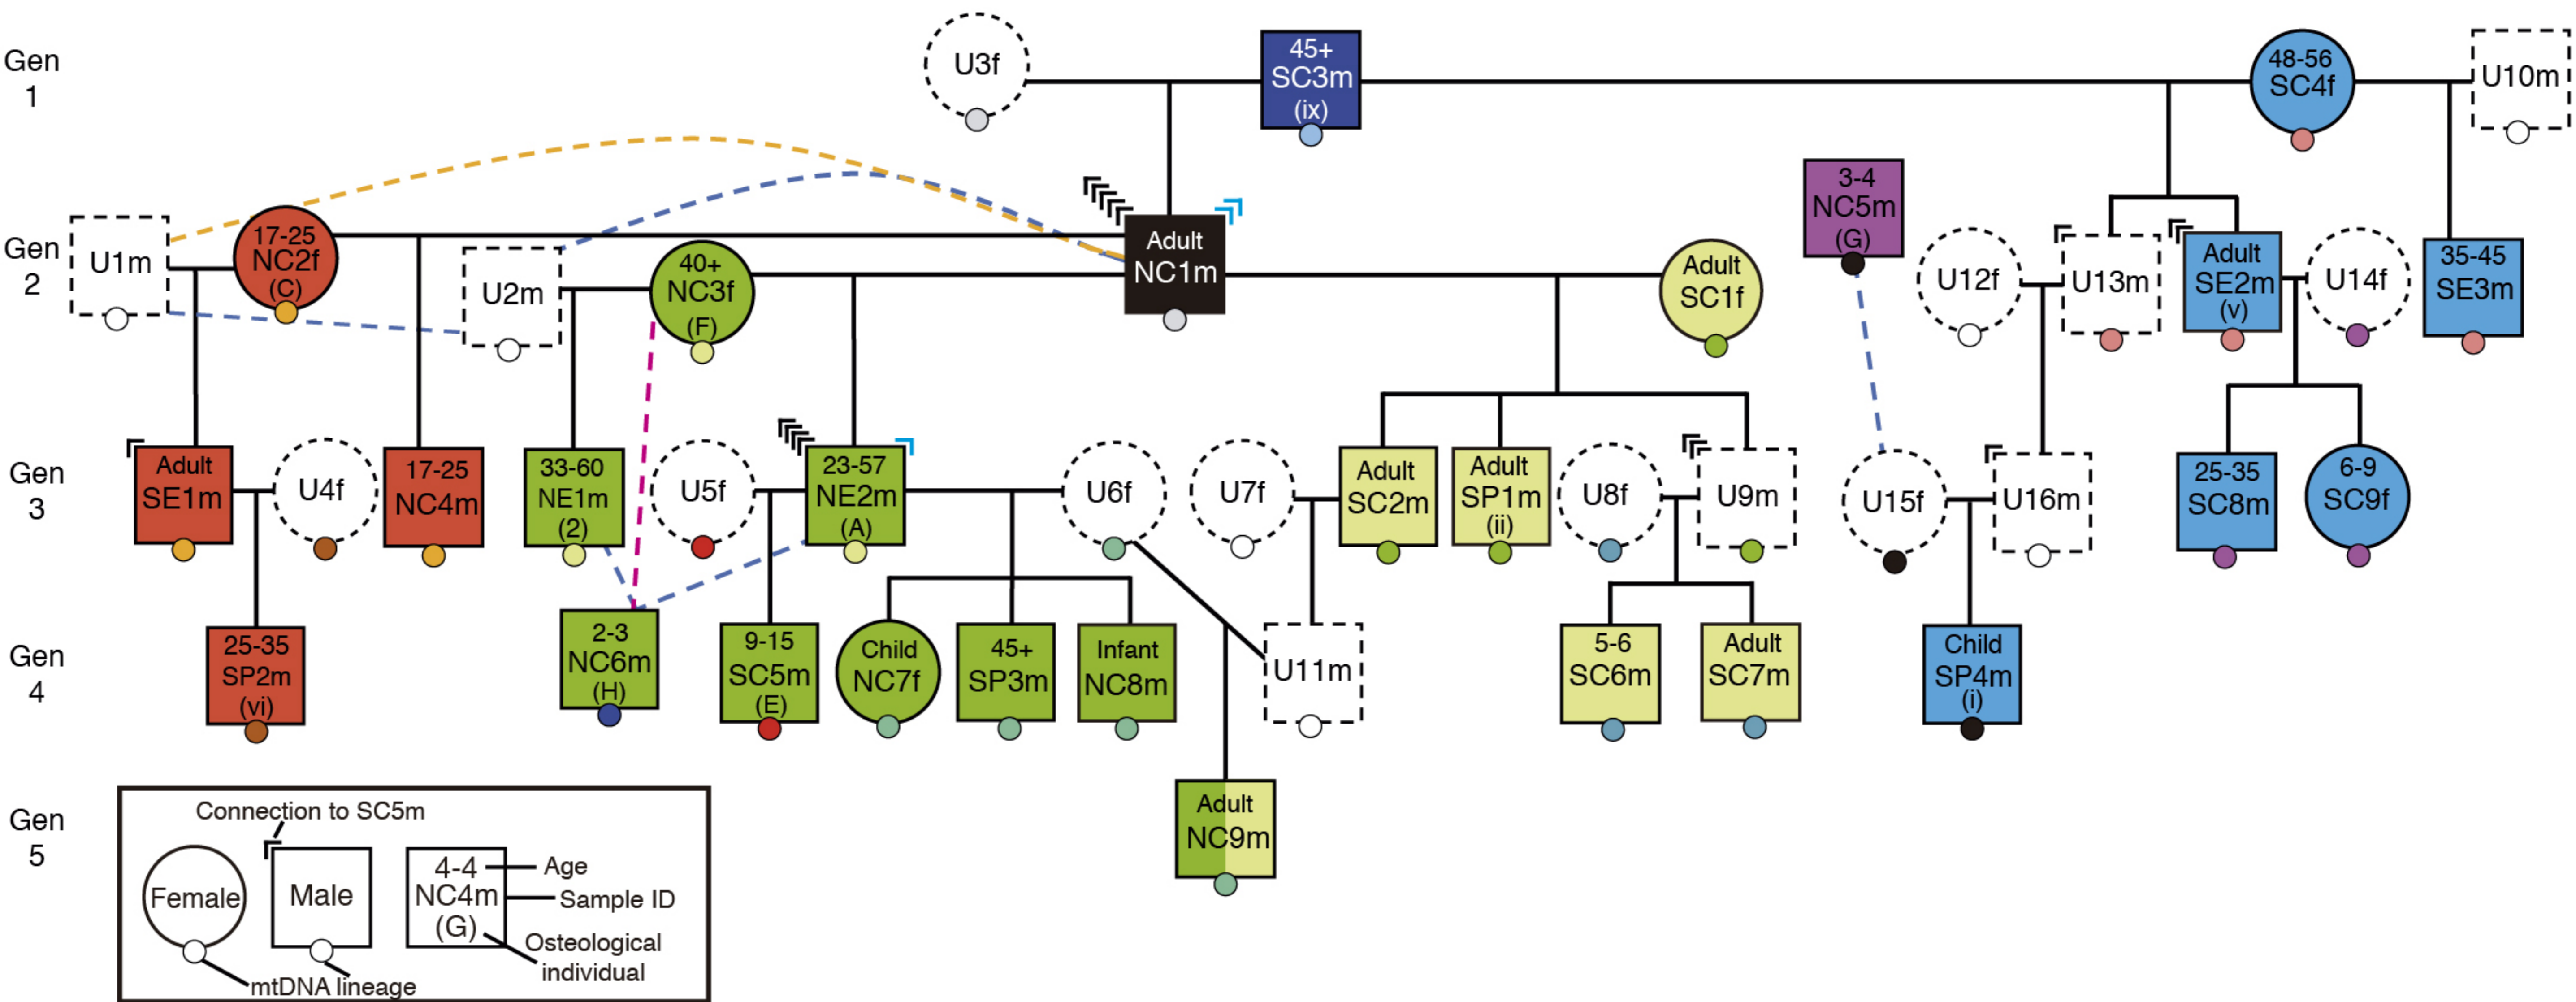 Gen
1
U3f
45+
SC3m
(ix)
48-56
SC4f
U10m
Gen
2
U1m
17-25
NC2f
(C)
U2m
40+
NC3f
(F)
Adult
NC1m
Adult
SC1f
3-4
NC5m
(G)
U12f
U13m
Adult
SE2m
(v)
U14f
35-45
SE3m
Gen
3
Adult
SE1m
U4f
17-25
NC4m
33-60
NE1m
(2)
U5f
23-57
NE2m
(A)
U6f
U7f
Adult
SC2m
Adult
SP1m
(ii)
U8f
U9m
U15f
U16m
25-35
SC8m
6-9
SC9f
Gen
4
25-35
SP2m
(vi)
2-3
NC6m
(H)
9-15
SC5m
(E)
Child
NC7f
45+
SP3m
Infant
NC8m
U11m
5-6
SC6m
Adult
SC7m
Child
SP4m
(i)
Gen
5
Adult
NC9m
Connection to SC5m
Female
Male
4-4
NC4m
(G)
Age
Sample ID
Osteological
individual
mtDNA lineage